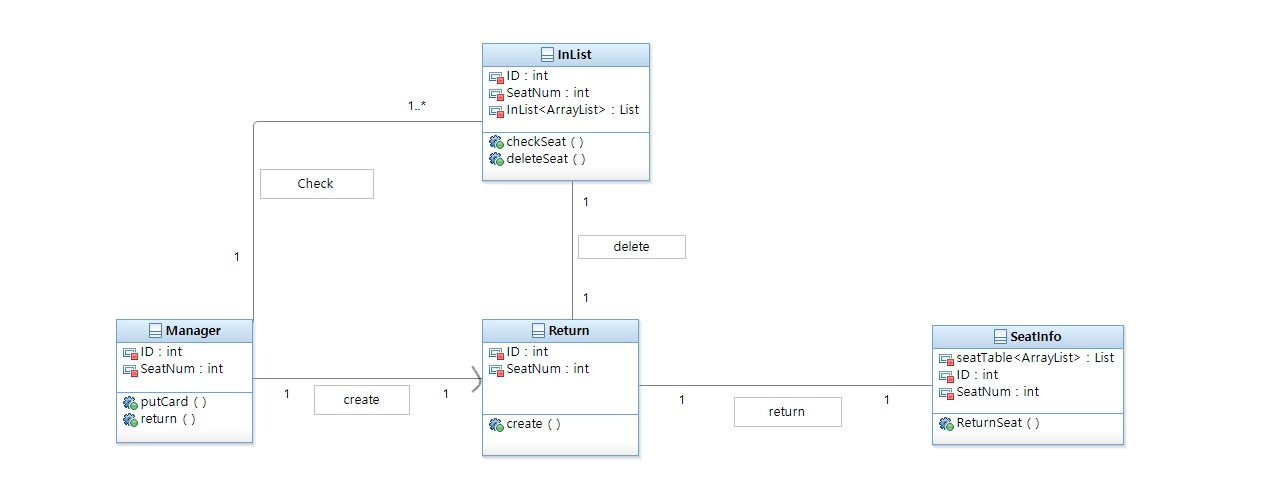 InList
ID : int
SeatNum : int
InList<ArrayList> : List
checkSeat ( )
deleteSeat ( )
1..*
Check
1
1
delete
1
Manager
ID : int
SeatNum : int
putCard ( )
return ( )
1
create
1
Return
ID : int
SeatNum : int
create ( )
1
return
1
SeatInfo
seatTable<ArrayList> : List
ID : int
SeatNum : int
ReturnSeat ( )